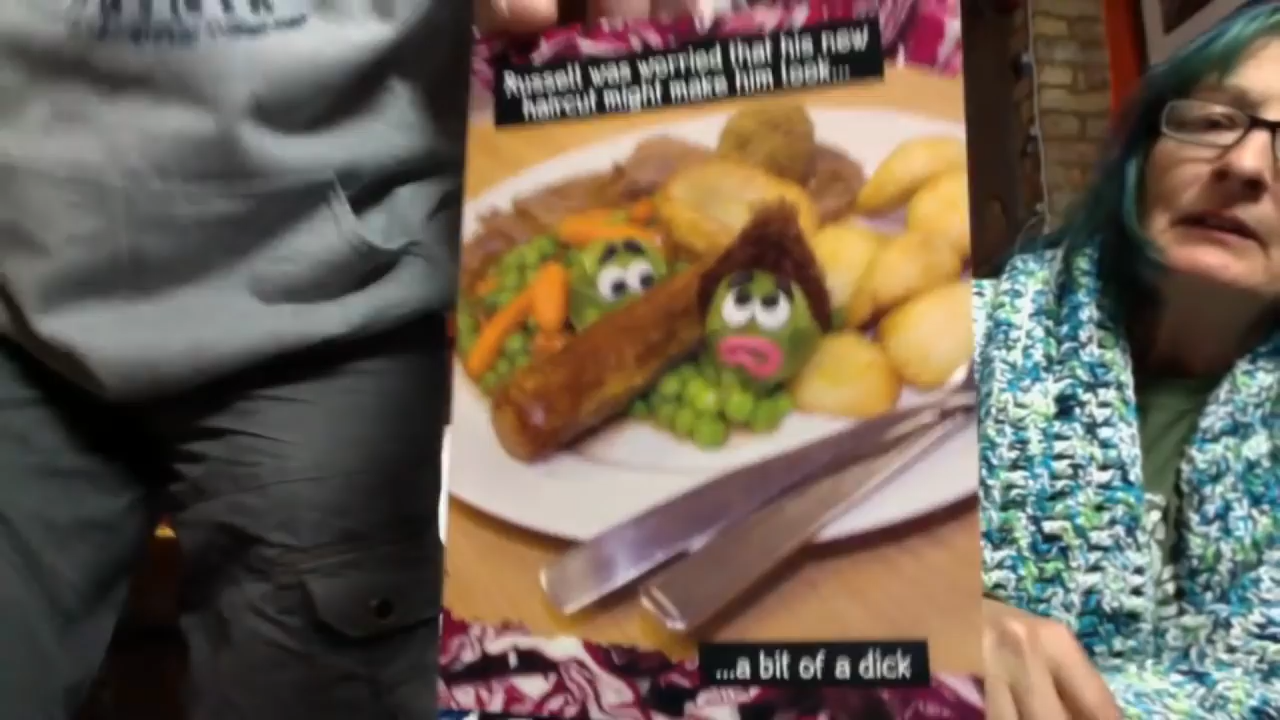 Russell was worried that his new
haircut might make him look...
...a bit of a dick